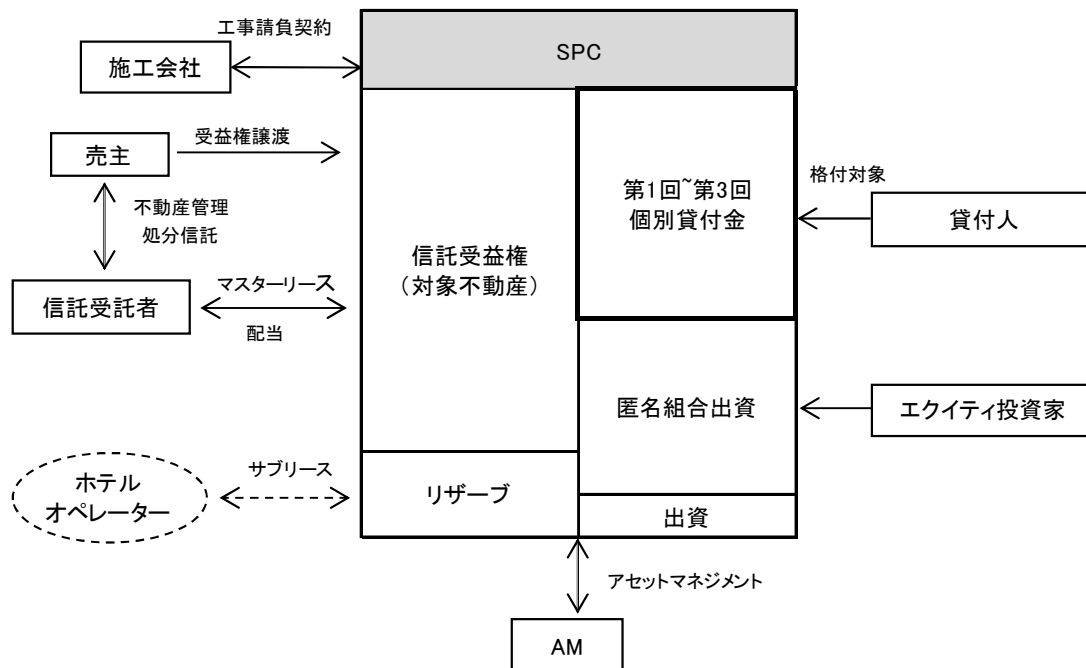 工事請負契約
SPC
施工会社
受益権譲渡
売主
第1回~第3回
個別貸付金
格付対象
貸付人
不動産管理
処分信託
信託受益権
（対象不動産）
信託受託者
マスターリース
配当
匿名組合出資
エクイティ投資家
サブリース
ホテル
オペレーター
リザーブ
出資
アセットマネジメント
AM